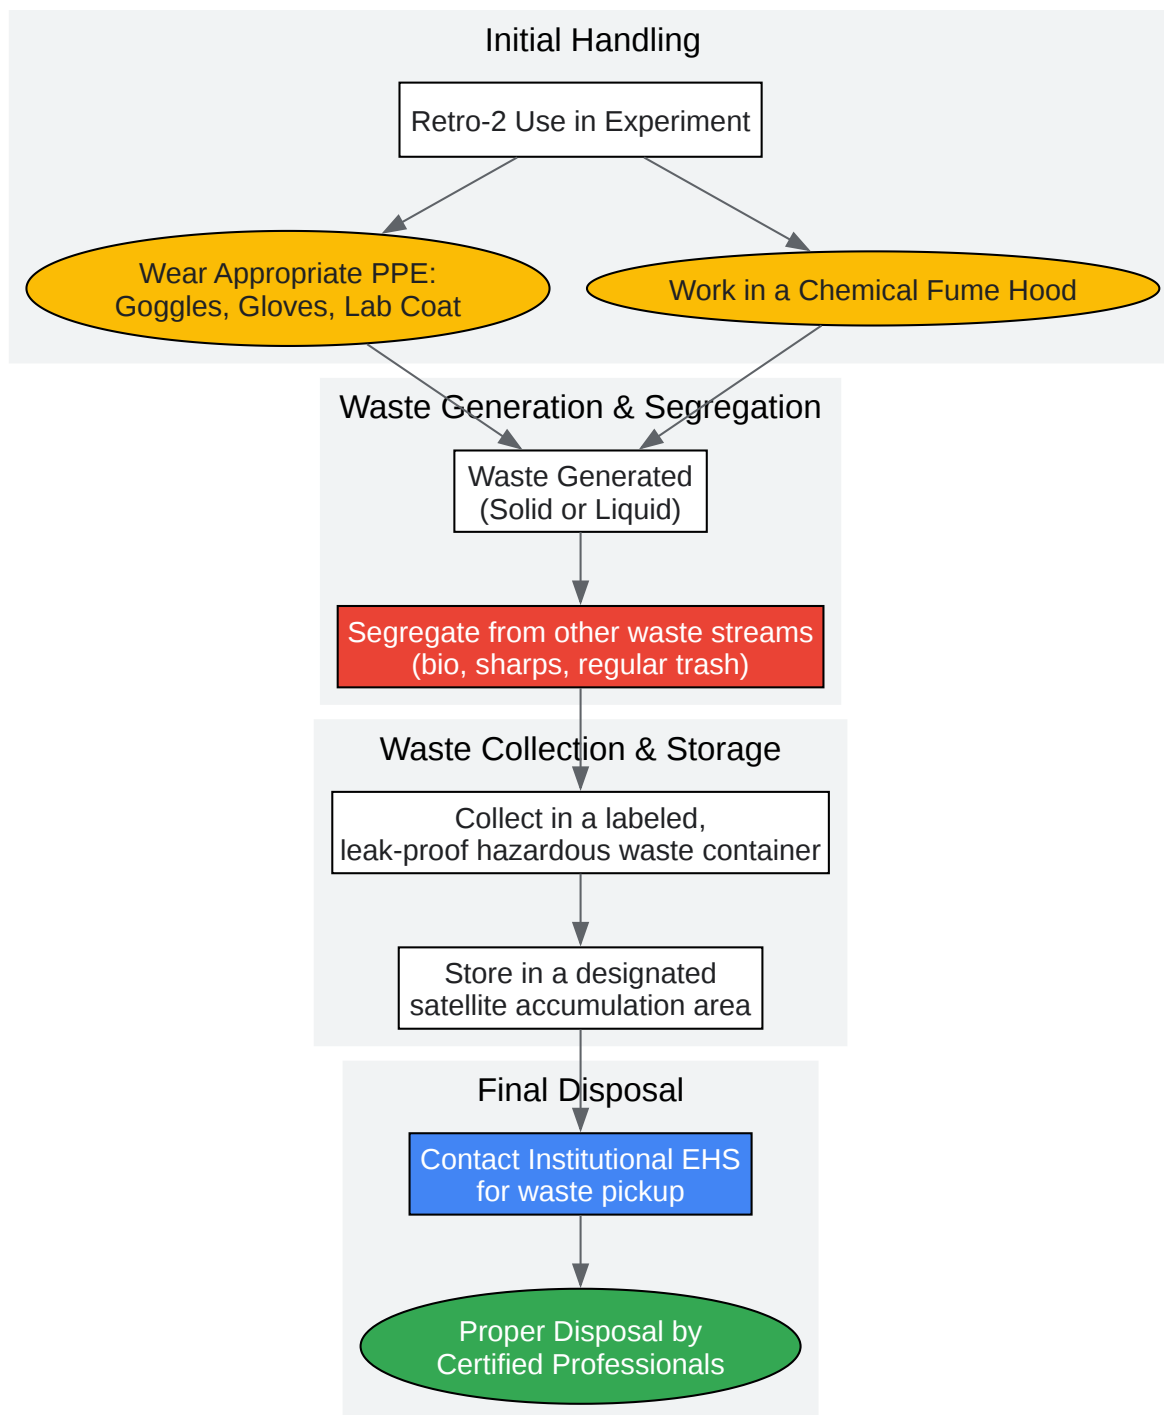 Initial Handling
Retro-2 Use in Experiment
Wear Appropriate PPE:
Goggles, Gloves, Lab Coat
Work in a Chemical Fume Hood
Waste Generation & Segregation
Waste Generated
(Solid or Liquid)
Segregate from other waste streams
(bio, sharps, regular trash)
Waste Collection & Storage
Collect in a labeled,
leak-proof hazardous waste container
Store in a designated
satellite accumulation area
Final Disposal
Contact Institutional EHS
for waste pickup
Proper Disposal by
Certified Professionals